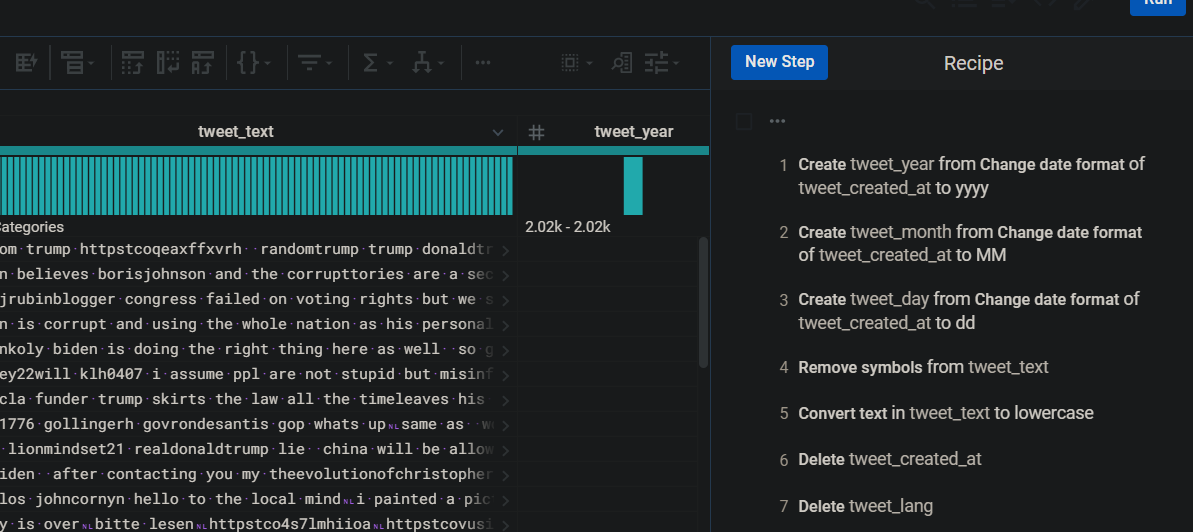 Run
New Step
Recipe
tweet_text
tweet_year
Categories
2.02k - 2.02k
om·trump·httpstcoqeaxffxvrh··randomtrump·trump·donaldtr
n·believes·borisjohnson·and·the·corrupttories·are·a·sec
jrubinblogger·congress·failed·on·voting·rights·but·we·s
n·is·corrupt·and·using·the·whole·nation·as·his·personal
nkoly·biden·is·doing·the·right·thing·here·as·well··so·g
ey22will·klh0407·i·assume·ppl·are·not·stupid·but·misinf
cla·funder·trump·skirts·the·law·all·the·timeleaves·his
1776·gollingerh·govrondesantis·gop·whats·up NL same·as··w
·lionmindset21·realdonaldtrump·lie··china·will·be·allow
iden··after·contacting·you·my·theevolutionofchristopher
los·johncornyn·hello·to·the·local·mind NL i·painted·a·pic
y·is·over NL bitte·lesen NL httpstco4s7lmhiioa NL httpstcovusi
1 Create tweet_year from Change date format of
tweet_created_at to yyyy
2 Create tweet_month from Change date format
of tweet_created_at to MM
3 Create tweet_day from Change date format of
tweet_created_at to dd
4 Remove symbols from tweet_text
5 Convert text in tweet_text to lowercase
6 Delete tweet_created_at
7 Delete tweet_lang